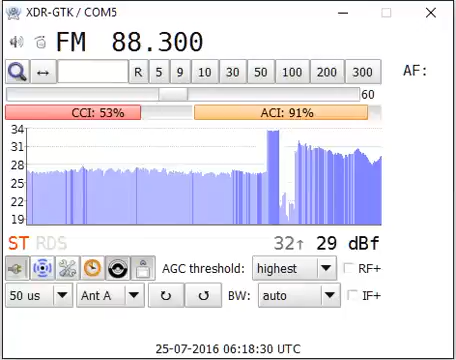 XDR-GTK / COM5
FM 88.300
AF:
R 5 9 10 30 50 100 200 300
60
CCI: 53% ACI: 91%
34
31
28
25
22
19
ST RDS 32↑ 29 dBf
AGC threshold: highest RF+
50 us Ant A BW: auto IF+
25-07-2016 06:18:30 UTC